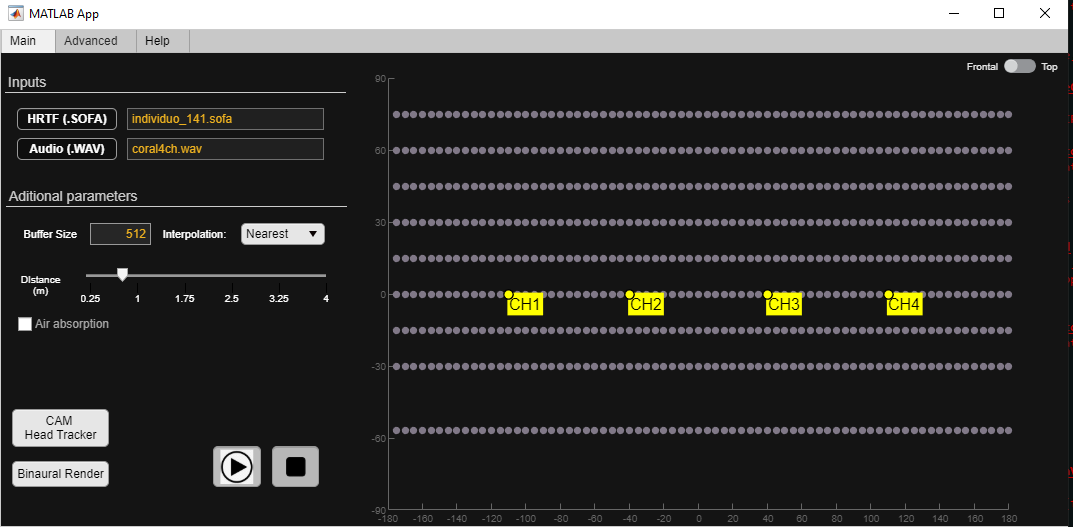 MATLAB App
Main Advanced Help
Frontal Top
Inputs
HRTF (.SOFA) individuo_141.sofa
Audio (.WAV) coral4ch.wav
Aditional parameters
Buffer Size 512 Interpolation: Nearest
Distance
(m)
0.25 1 1.75 2.5 3.25 4
Air absorption
CAM
Head Tracker
Binaural Render
90
60
30
0
-30
-60
-90
CH1 CH2 CH3 CH4
-180 -160 -140 -120 -100 -80 -60 -40 -20 0 20 40 60 80 100 120 140 160 180